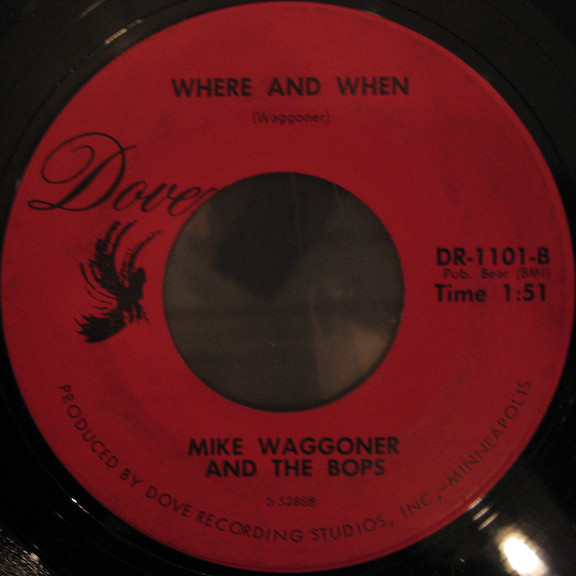 WHERE AND WHEN
(Waggoner)
Dove
DR-1101-B
Pub. Bear (BMI)
Time 1:51
MIKE WAGGONER
AND THE BOPS
S-5288B
PRODUCED BY DOVE RECORDING STUDIOS, INC.,-MINNEAPOLIS